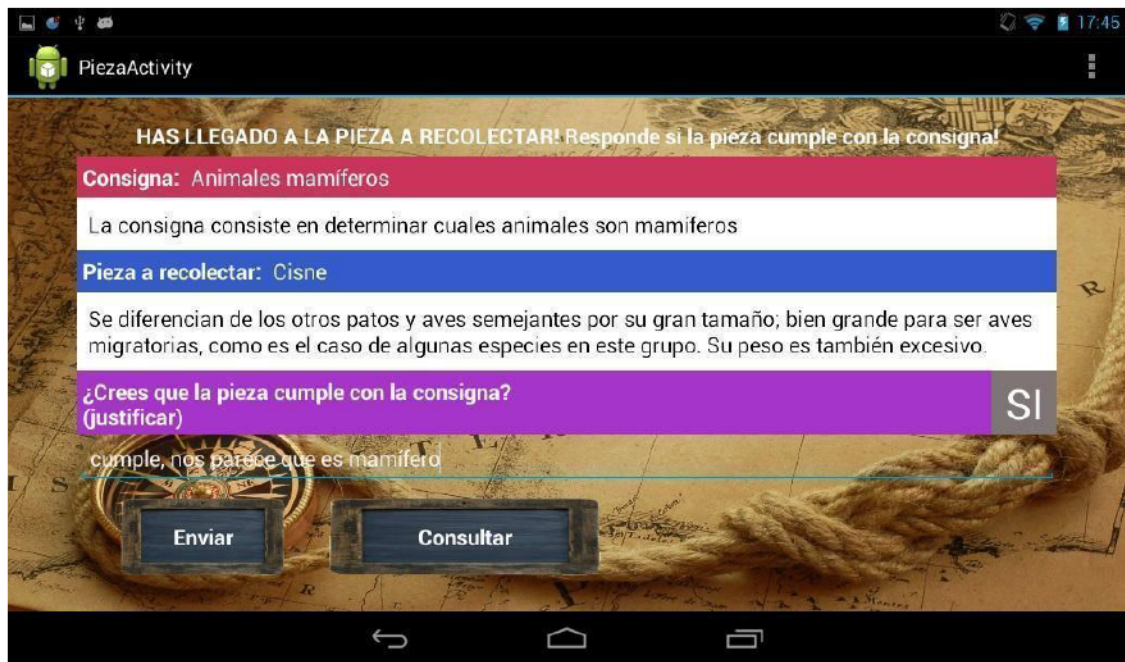 17:45
PiezaActivity
HAS LLEGADO A LA PIEZA A RECOLECTAR! Responde si la pieza cumple con la consigna!
Consigna: Animales mamíferos
La consigna consiste en determinar cuales animales son mamíferos
Pieza a recolectar: Cisne
Se diferencian de los otros patos y aves semejantes por su gran tamaño; bien grande para ser aves
migratorias, como es el caso de algunas especies en este grupo. Su peso es también excesivo.
¿Crees que la pieza cumple con la consigna?
(justificar)
SI
cumple, nos parece que es mamífero
Enviar
Consultar